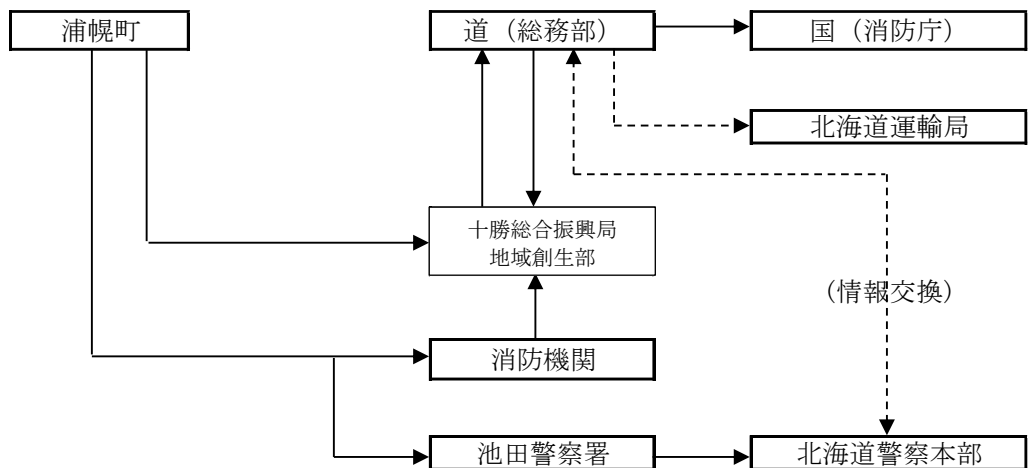 浦幌町
道（総務部）
国（消防庁）
北海道運輸局
十勝総合振興局
地域創生部
（情報交換）
消防機関
池田警察署
北海道警察本部